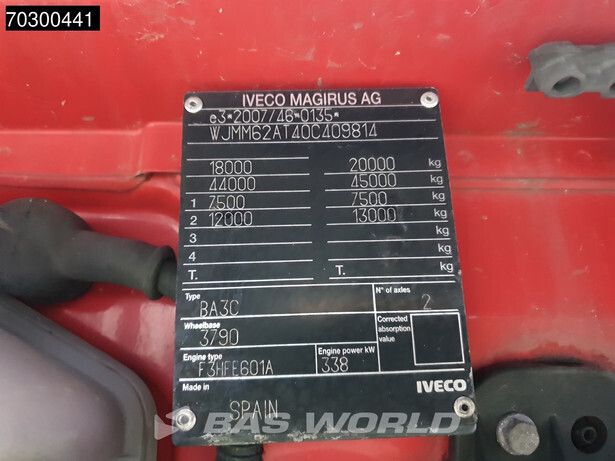 70300441
IVECO MAGIRUS AG
e3*2007/46*0135*
WJMM62AT40C409814
18000 20000 kg
44000 45000 kg
1 7500 7500 kg
2 12000 13000 kg
3 kg
4 kg
T. T. kg
Type BA3C
N° of axles 2
Wheelbase 3790
Corrected absorption value
Engine type F3HFE601A
Engine power kW 338
Made in SPAIN
IVECO
BAS WORLD